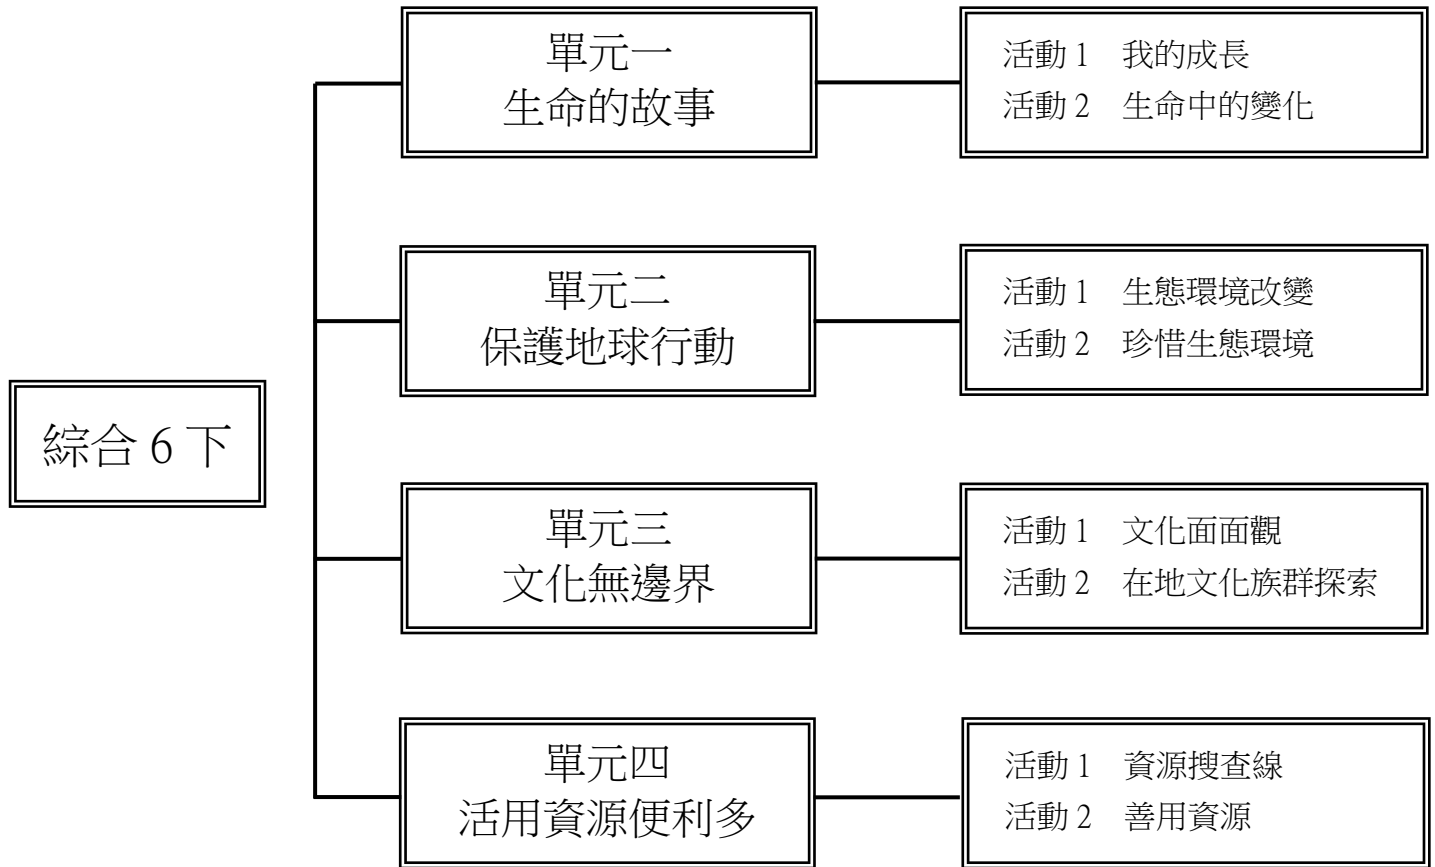 單元一
生命的故事
活動 1　我的成長
活動 2　生命中的變化
單元二
保護地球行動
活動 1　生態環境改變
活動 2　珍惜生態環境
綜合 6 下
單元三
文化無邊界
活動 1　文化面面觀
活動 2　在地文化族群探索
單元四
活用資源便利多
活動 1　資源搜查線
活動 2　善用資源